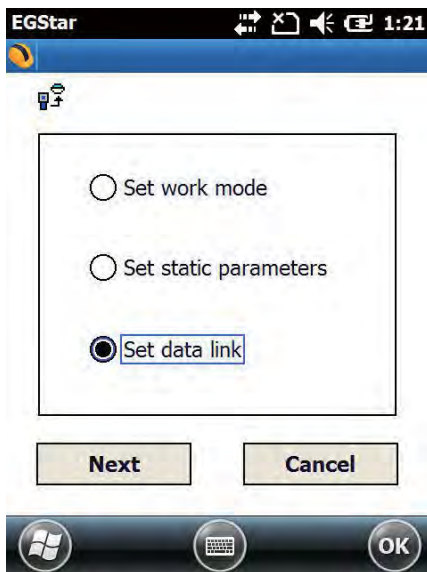 EGStar 1:21
Set work mode
Set static parameters
Set data link
Next Cancel
OK